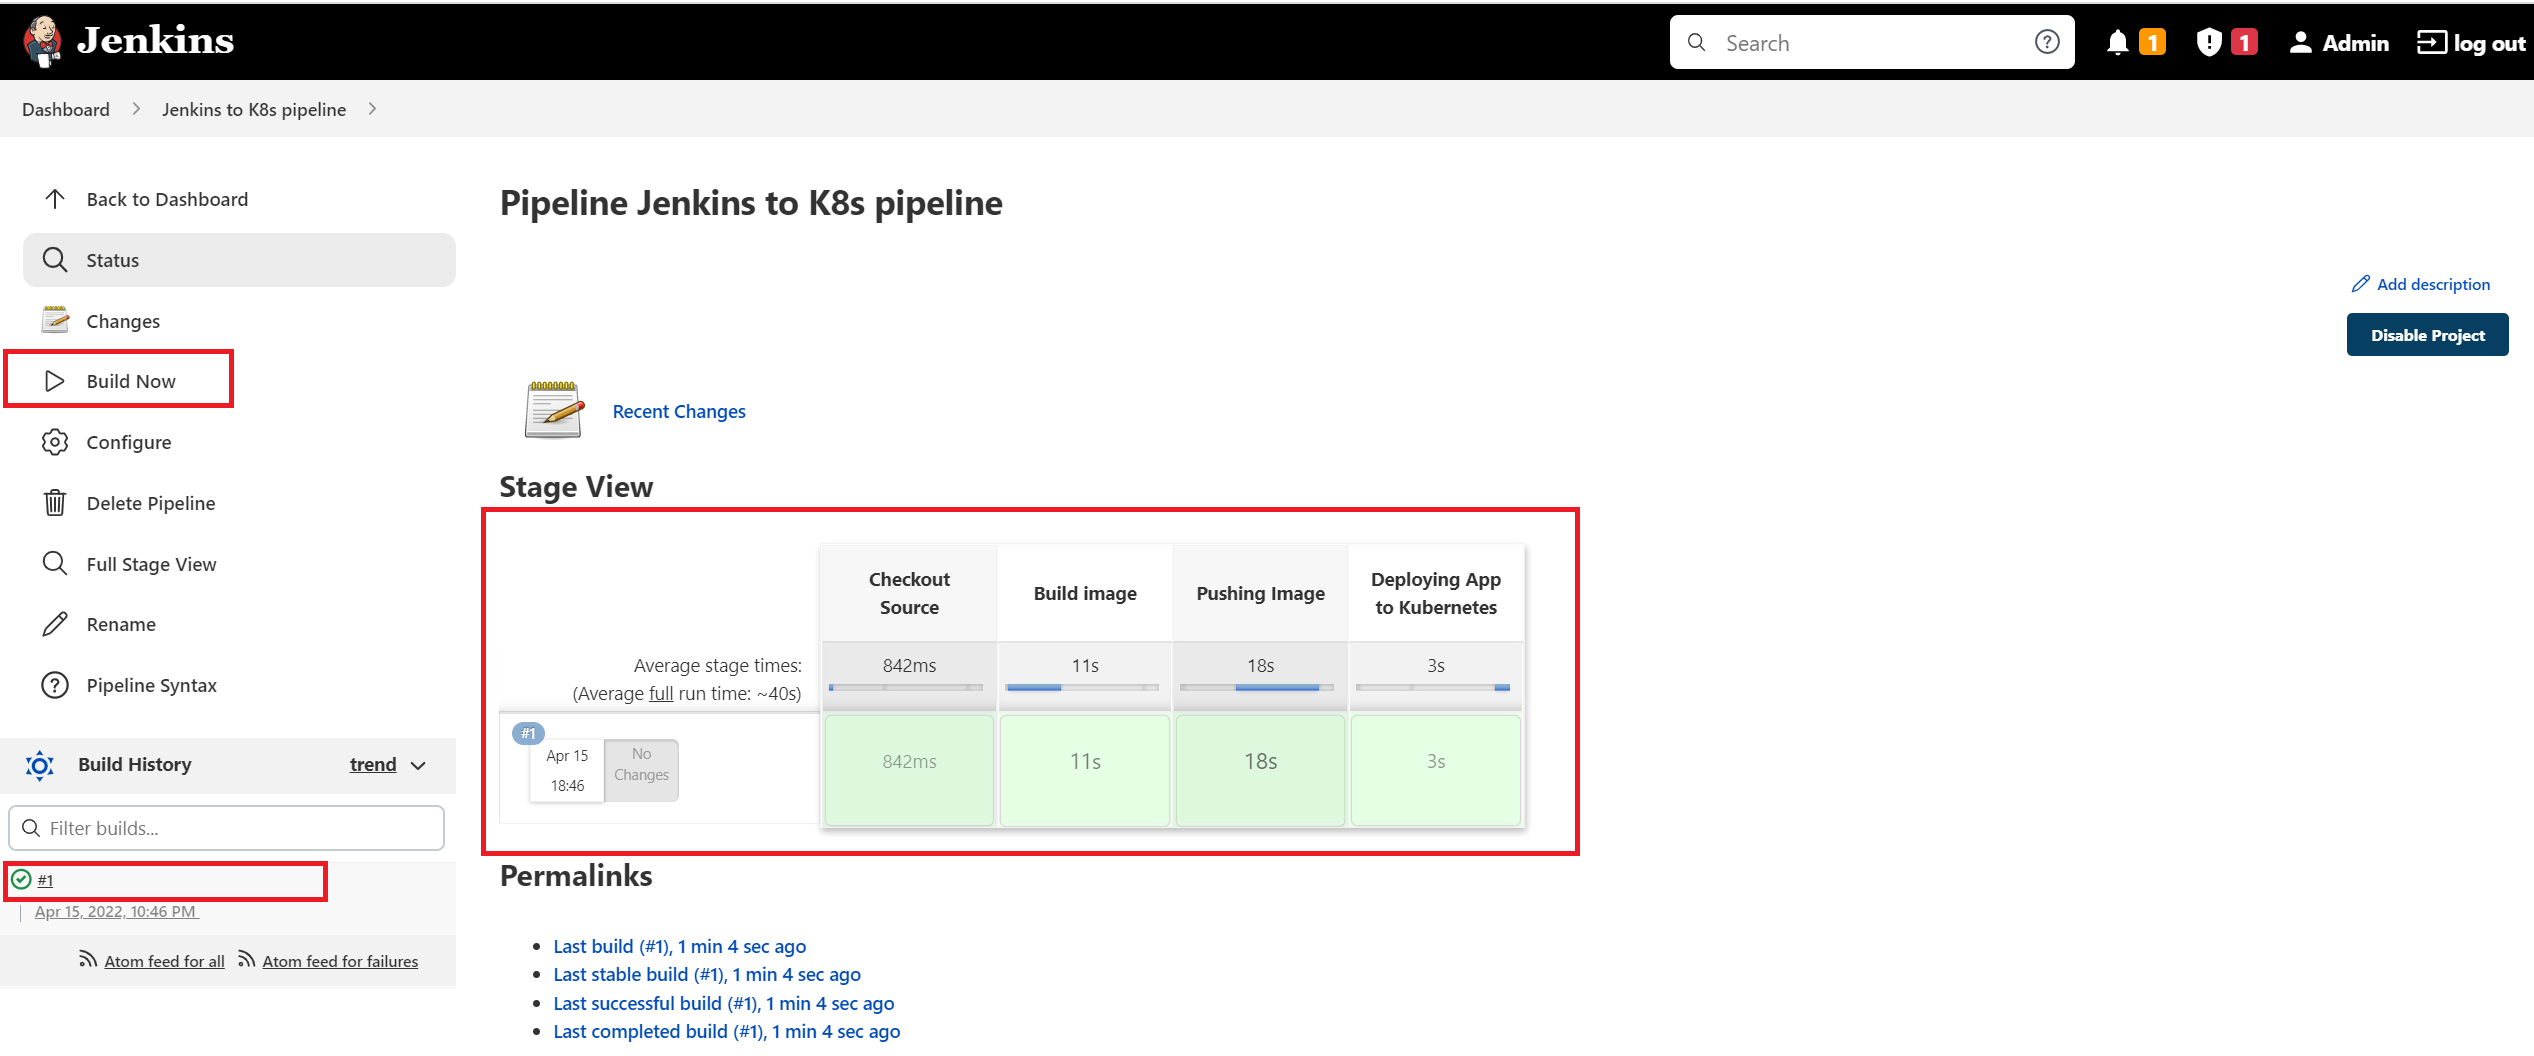 Jenkins
Search
1
1
Admin
log out
Dashboard
Jenkins to K8s pipeline
Back to Dashboard
Status
Changes
Build Now
Configure
Delete Pipeline
Full Stage View
Rename
Pipeline Syntax
Build History
trend
Filter builds...
#1
Apr 15, 2022, 10:46 PM
Atom feed for all
Atom feed for failures
Pipeline Jenkins to K8s pipeline
Add description
Disable Project
Recent Changes
Stage View
Checkout
Source
Build image
Pushing Image
Deploying App
to Kubernetes
Average stage times:
(Average full run time: ~40s)
842ms
11s
18s
3s
#1
Apr 15
18:46
No
Changes
842ms
11s
18s
3s
Permalinks
Last build (#1), 1 min 4 sec ago
Last stable build (#1), 1 min 4 sec ago
Last successful build (#1), 1 min 4 sec ago
Last completed build (#1), 1 min 4 sec ago